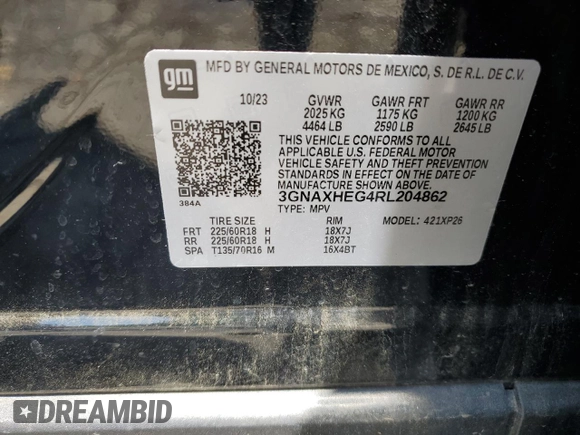 gm
MFD BY GENERAL MOTORS DE MEXICO, S. DE R.L. DE C.V.
10/23 GVWR GAWR FRT GAWR RR
2025 KG 1175 KG 1200 KG
4464 LB 2590 LB 2645 LB
THIS VEHICLE CONFORMS TO ALL
APPLICABLE U.S. FEDERAL MOTOR
VEHICLE SAFETY AND THEFT PREVENTION
STANDARDS IN EFFECT ON THE DATE OF
MANUFACTURE SHOWN ABOVE.
384A
3GNAXHEG4RL204862
TYPE: MPV MODEL: 421XP26
TIRE SIZE RIM
FRT 225/60R18 H 18X7J
RR 225/60R18 H 18X7J
SPA T135/70R16 M 16X4BT
DREAMBID